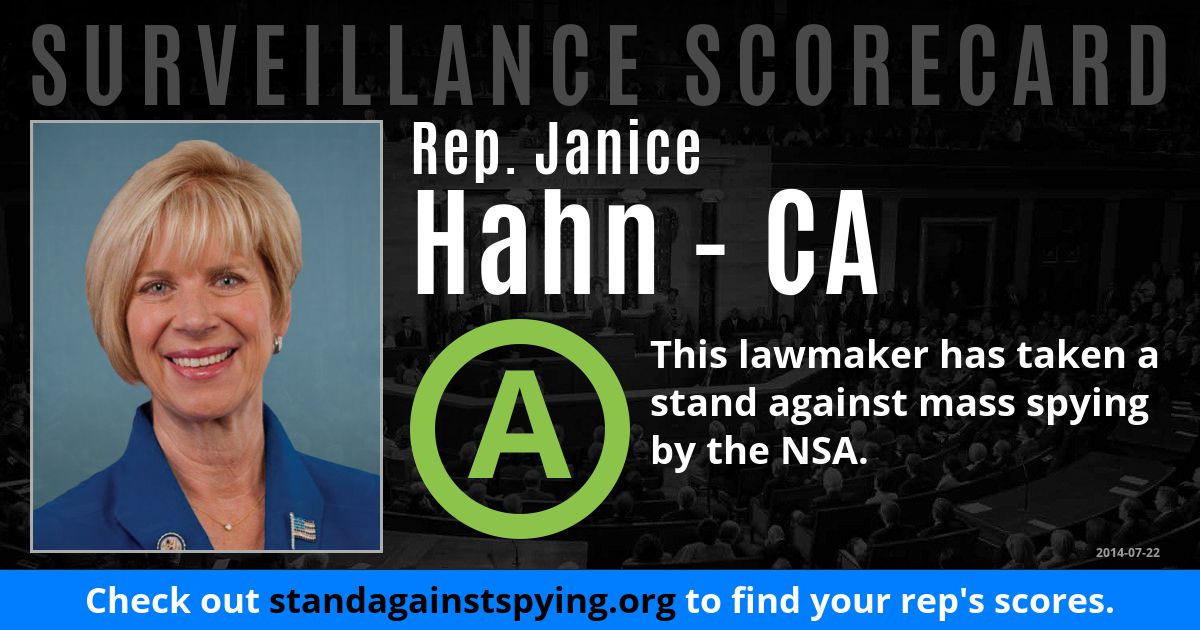 SURVEILLANCE SCORECARD
Rep. Janice
Hahn - CA
A
This lawmaker has taken a
stand against mass spying
by the NSA.
2014-07-22
Check out standagainstspying.org to find your rep's scores.